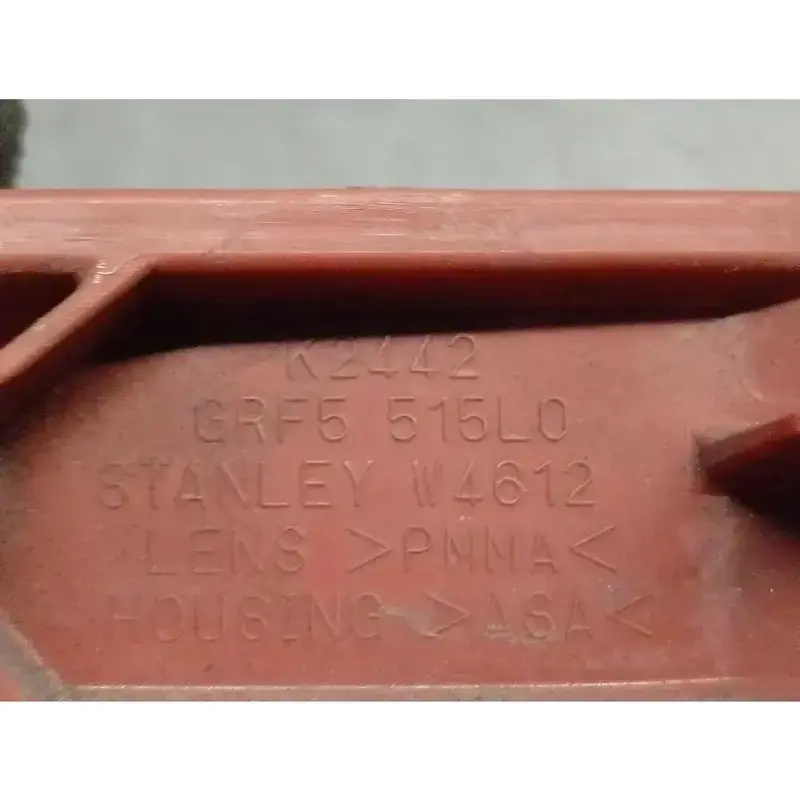 K2442
GRF5 515L0
STANLEY W4612
LENS >PMMA<
HOUSING >ASA<